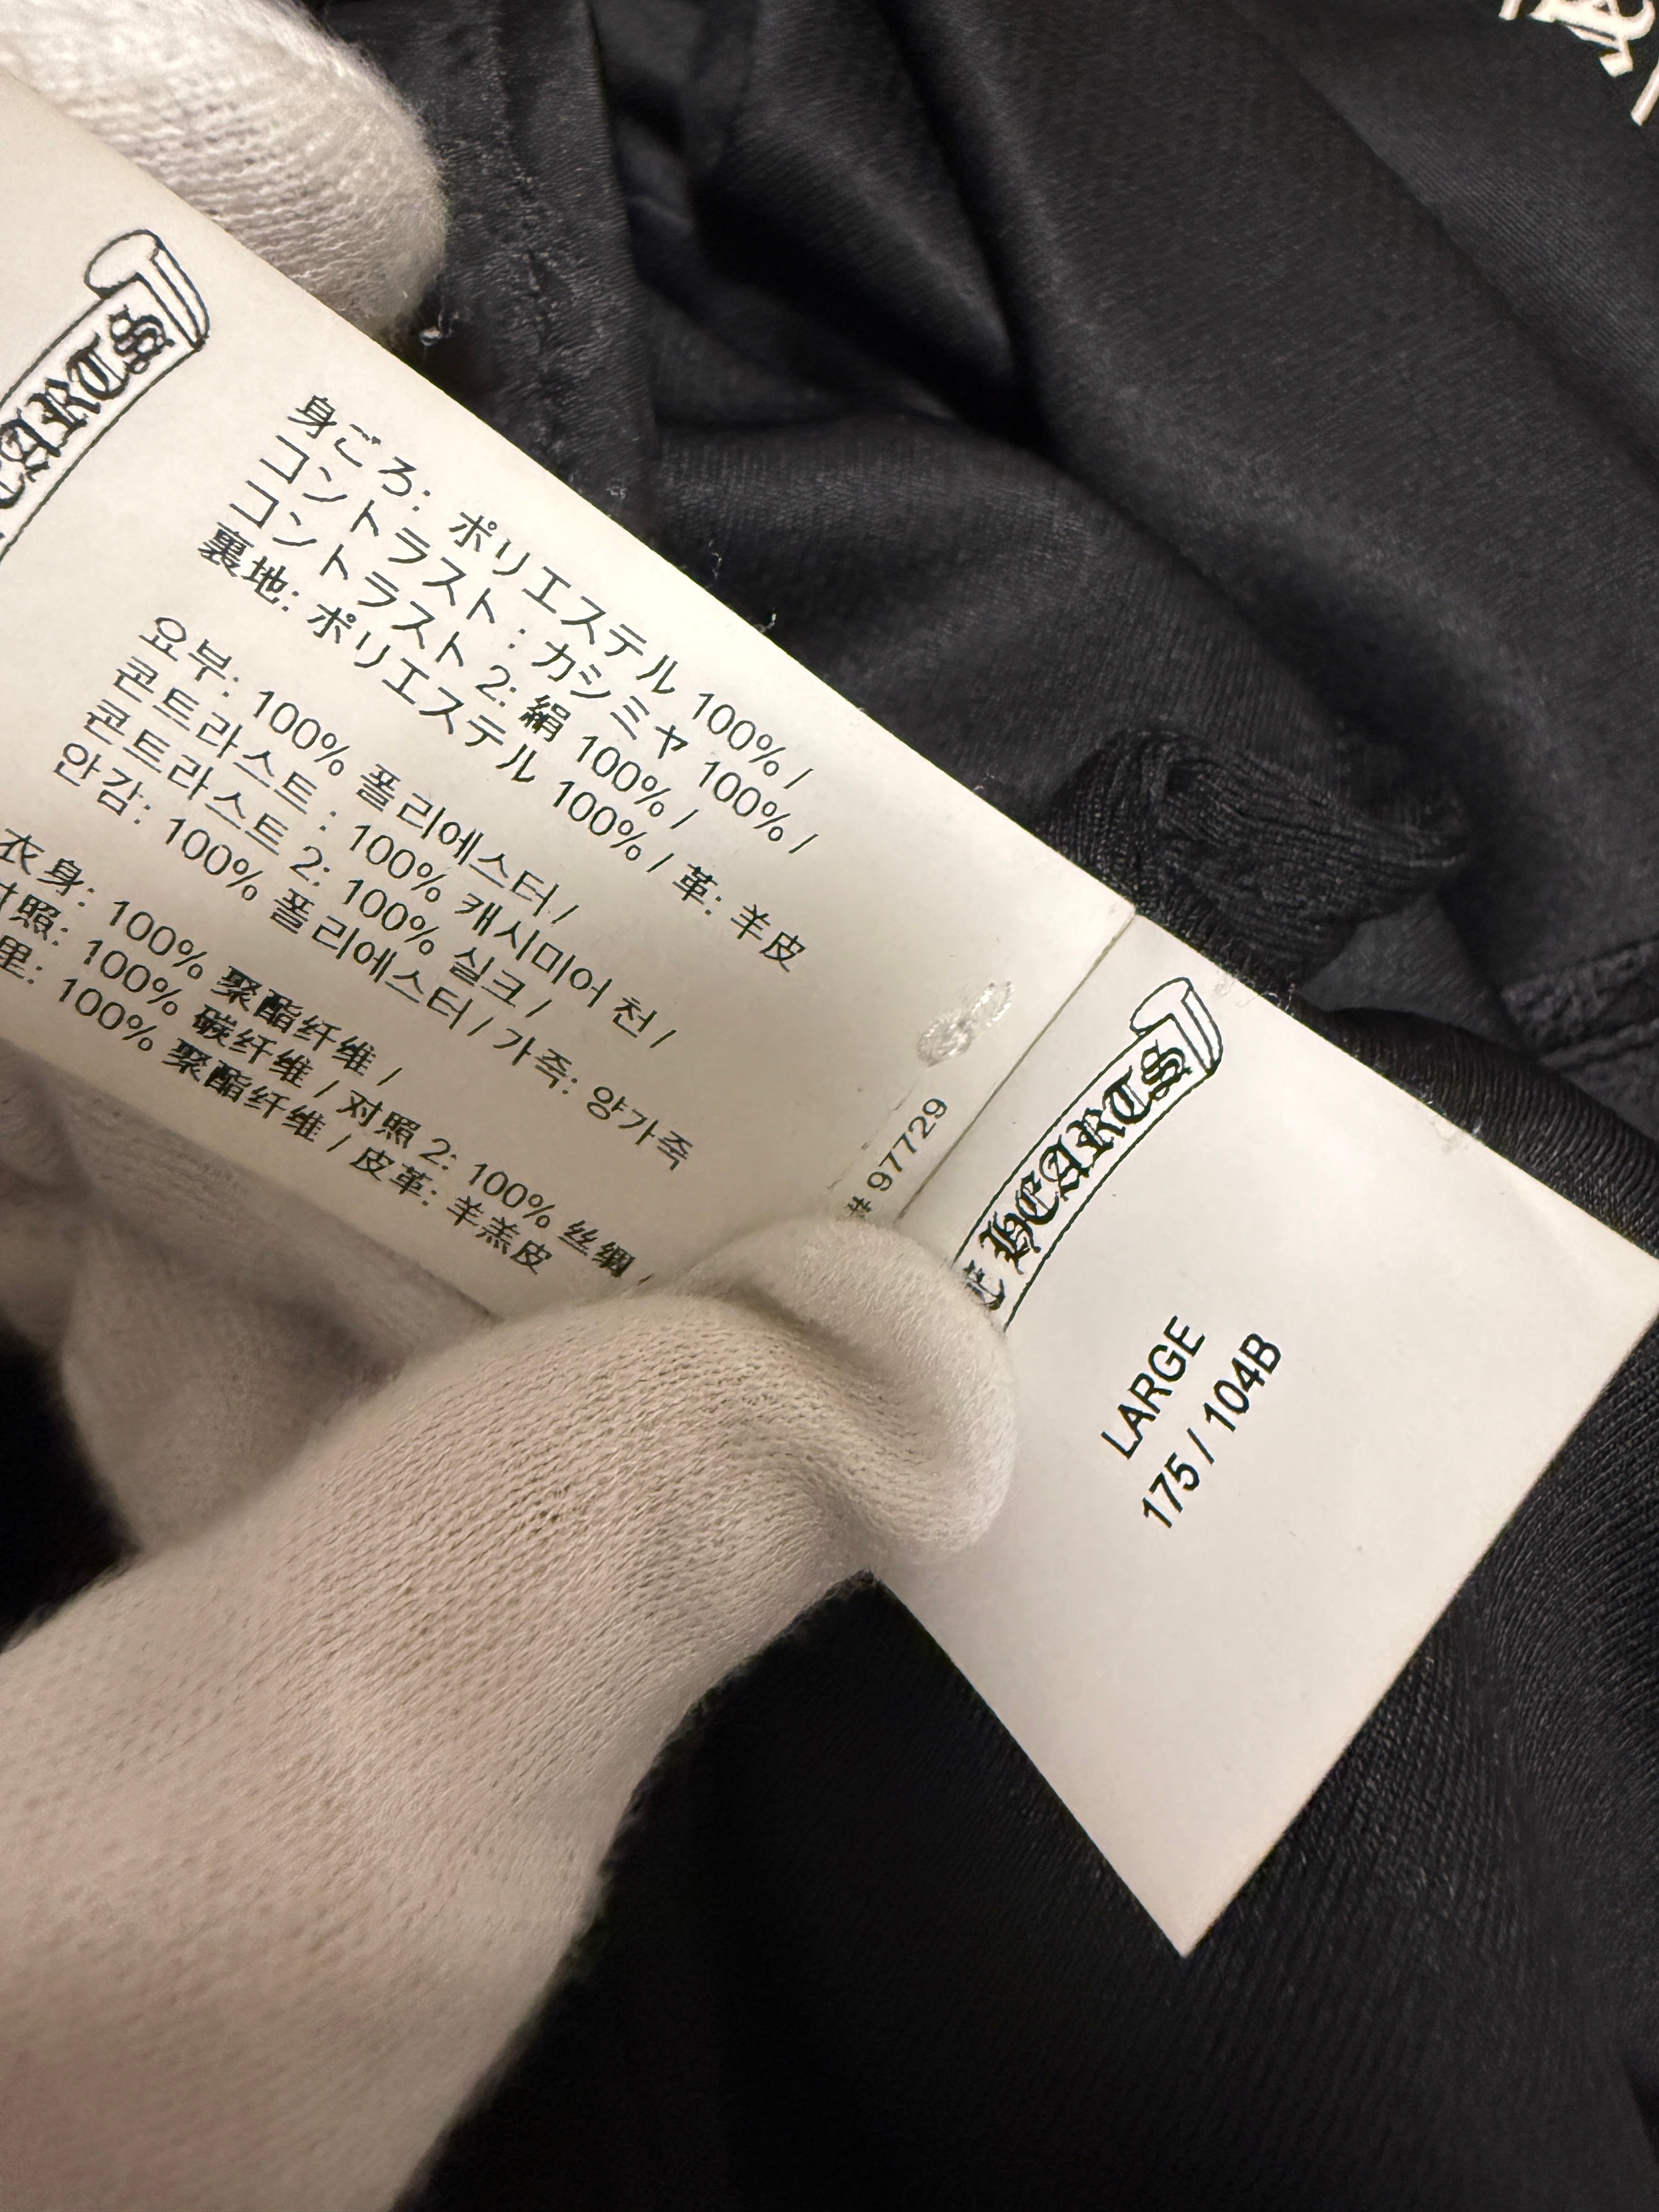 HEARTS
身ごろ: ポリエステル 100% /
コントラスト : カシミヤ 100% /
コントラスト 2: 絹 100% /
裏地: ポリエステル 100% / 革: 羊皮
요부: 100% 폴리에스터 /
콘트라스트 : 100% 캐시미어 천 /
콘트라스트 2: 100% 실크 /
안감: 100% 폴리에스터 / 가죽: 양가죽
衣身: 100% 聚酯纤维 /
对照: 100% 碳纤维 / 对照 2: 100% 丝绸 /
里: 100% 聚酯纤维 / 皮革: 羊羔皮
# 97729
HEARTS
LARGE
175 / 104B